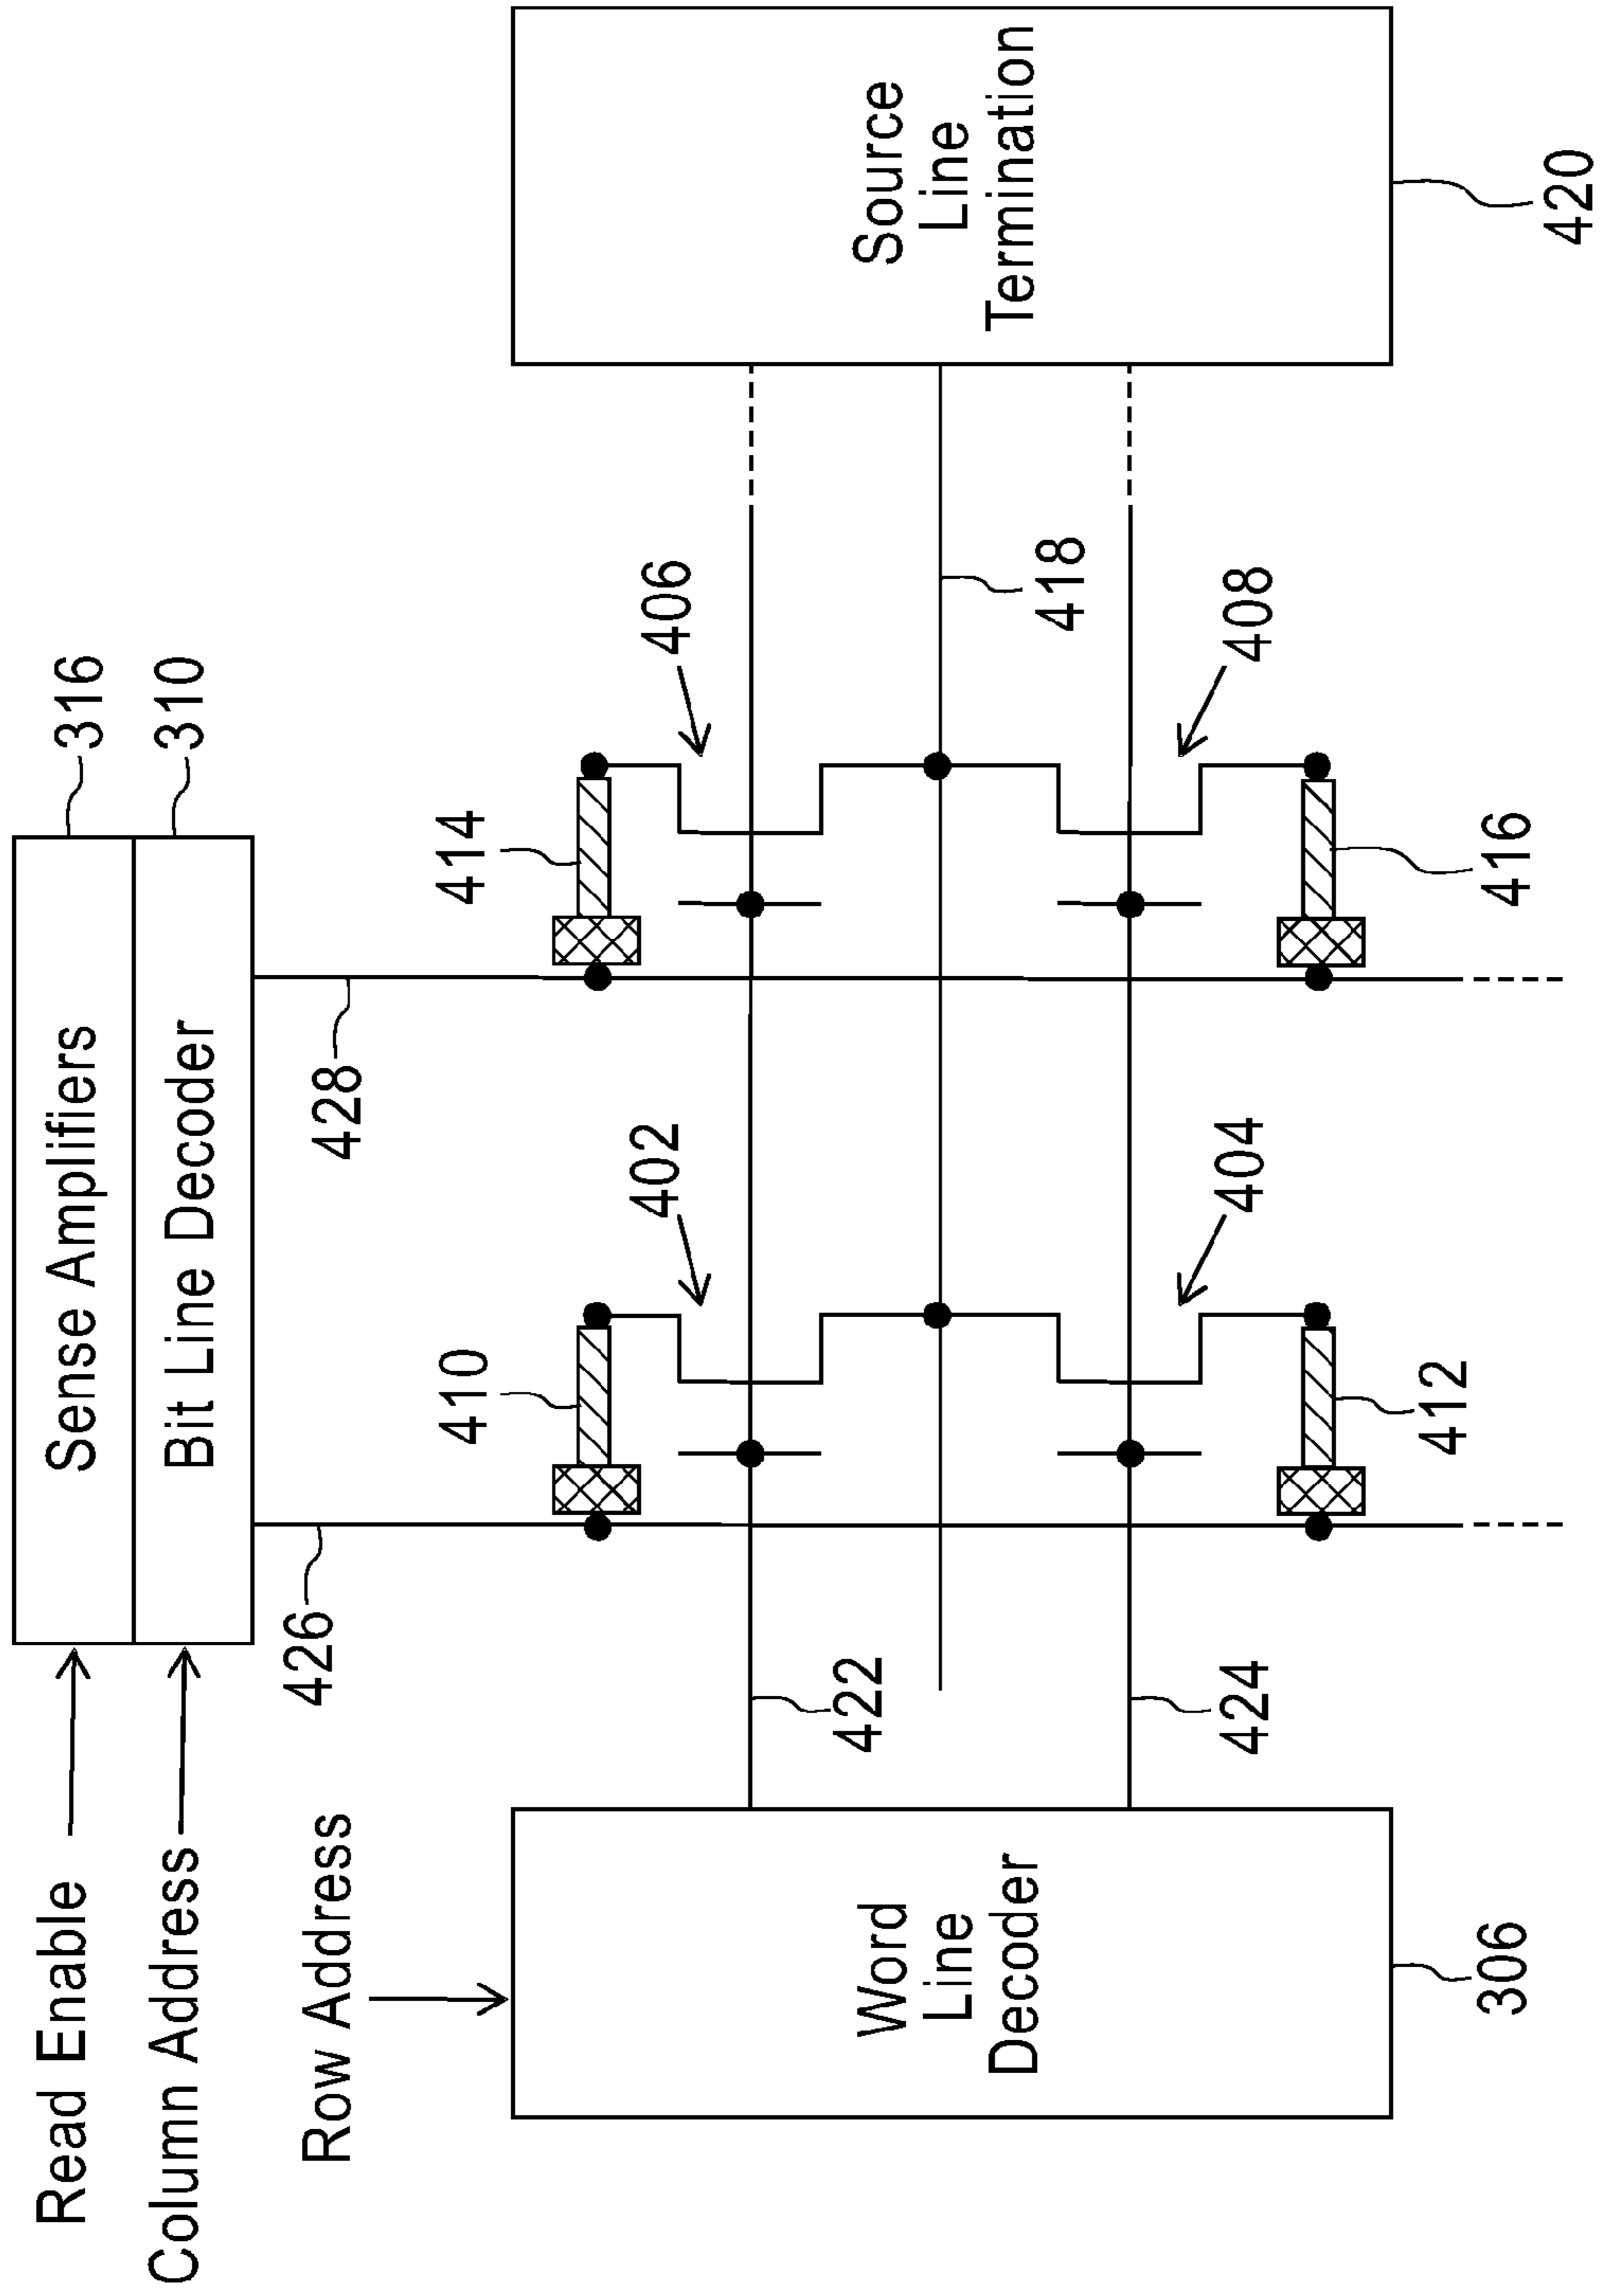 Read Enable
Column Address
Sense Amplifiers
Bit Line Decoder
316
310
426
428
Row Address
410
414
402
406
Word
Line
Decoder
Source
Line
Termination
422
418
424
404
408
306
412
416
420